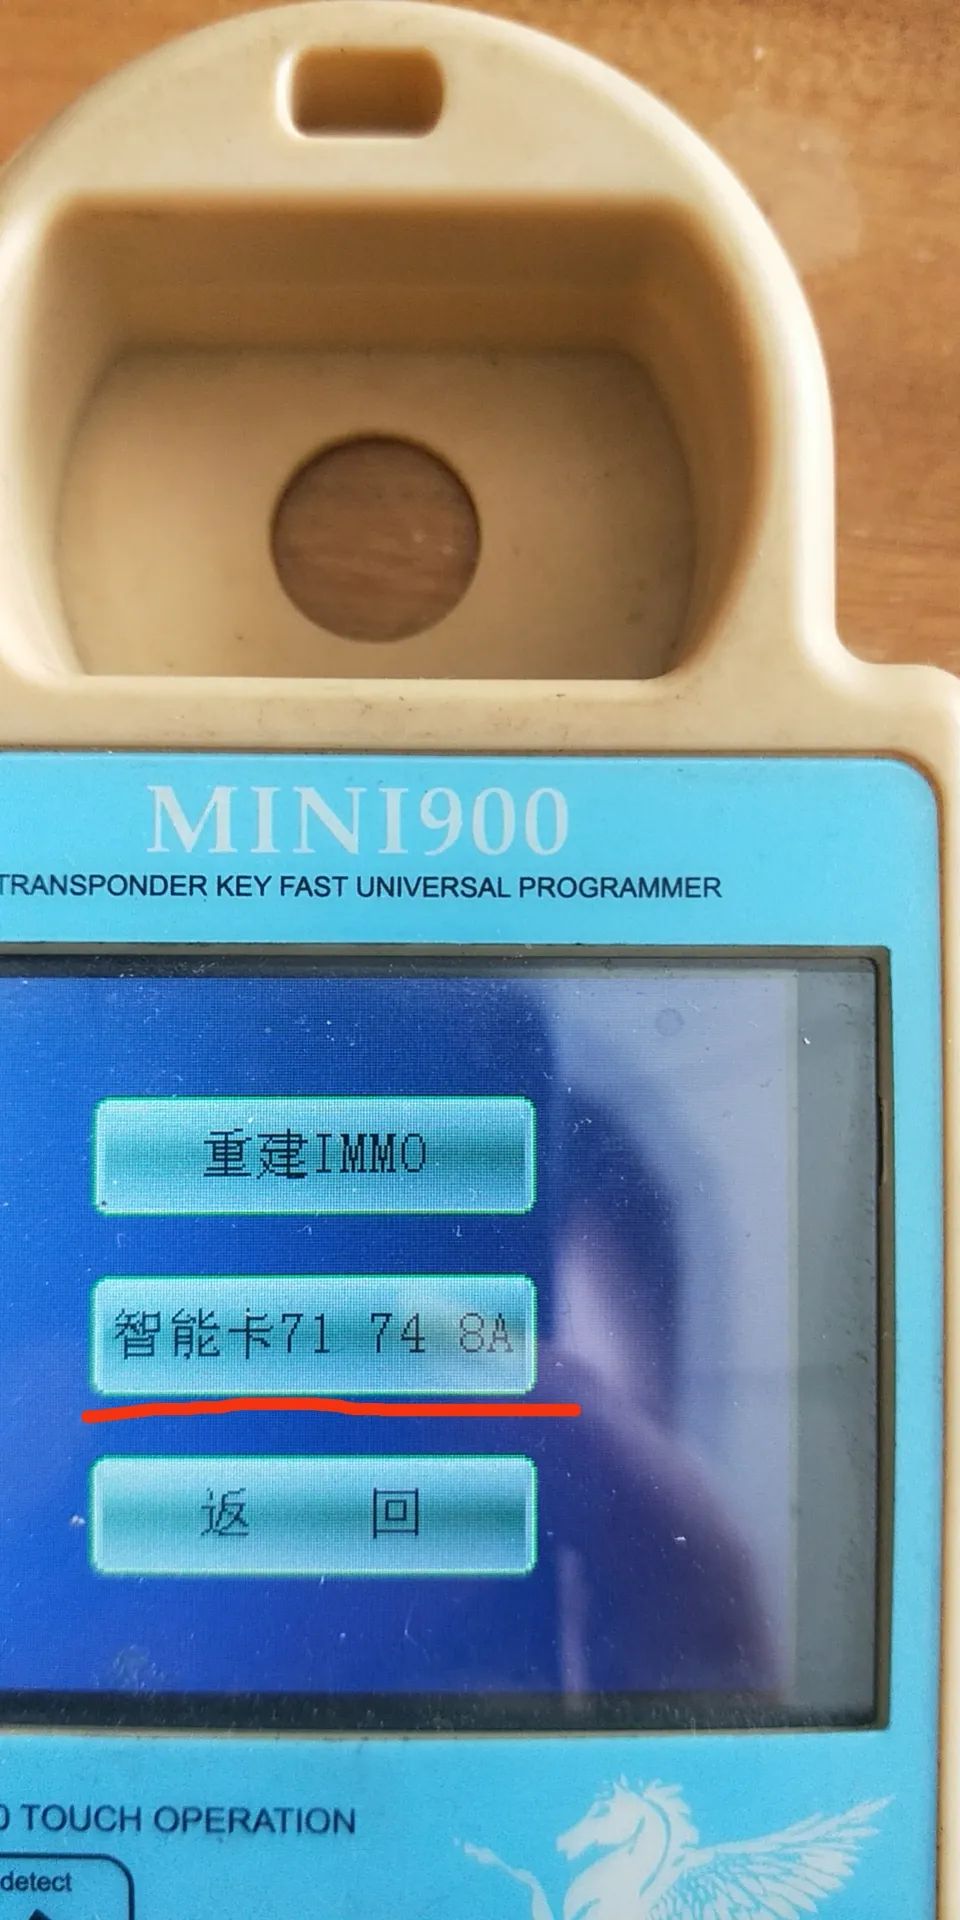 MINI900
TRANSPONDER KEY FAST UNIVERSAL PROGRAMMER
重建IMMO
智能卡71 74 8A
返 回
TOUCH OPERATION
detect